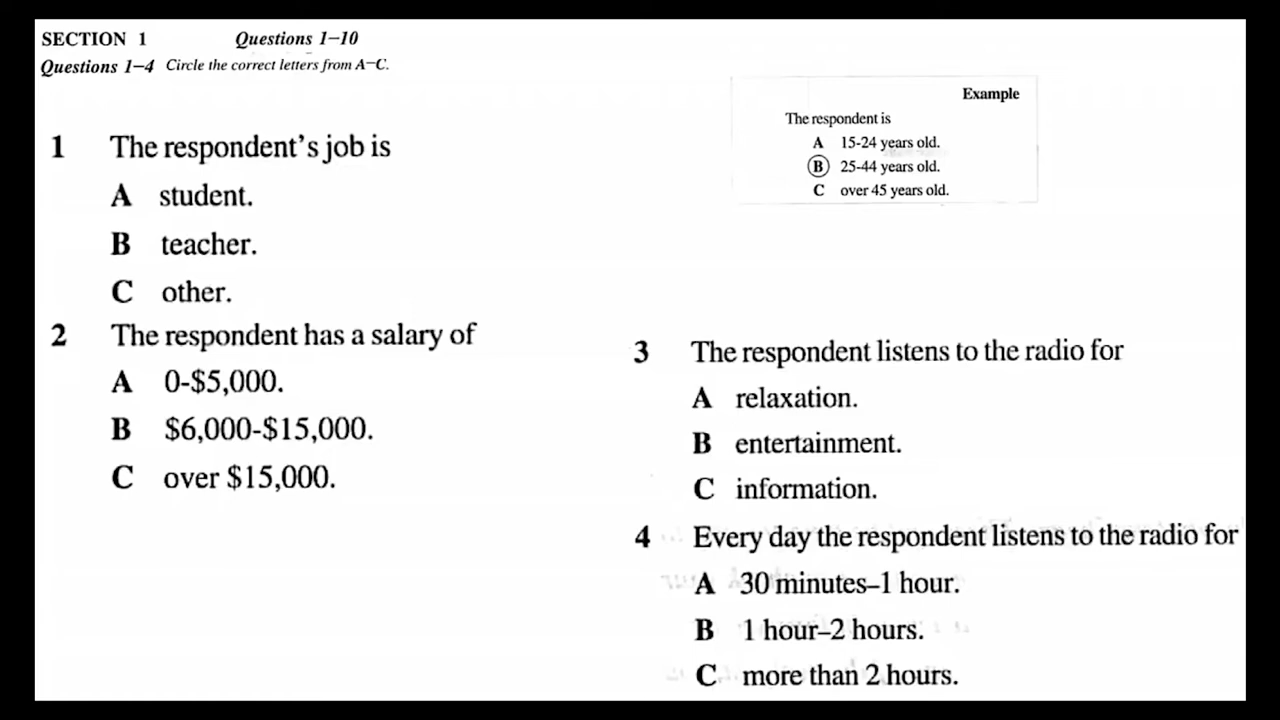 SECTION 1 Questions 1–10
Questions 1–4 Circle the correct letters from A–C.
Example
The respondent is
A 15-24 years old.
B 25-44 years old.
C over 45 years old.
1 The respondent's job is
A student.
B teacher.
C other.
2 The respondent has a salary of
A 0-$5,000.
B $6,000-$15,000.
C over $15,000.
3 The respondent listens to the radio for
A relaxation.
B entertainment.
C information.
4 Every day the respondent listens to the radio for
A 30 minutes–1 hour.
B 1 hour–2 hours.
C more than 2 hours.